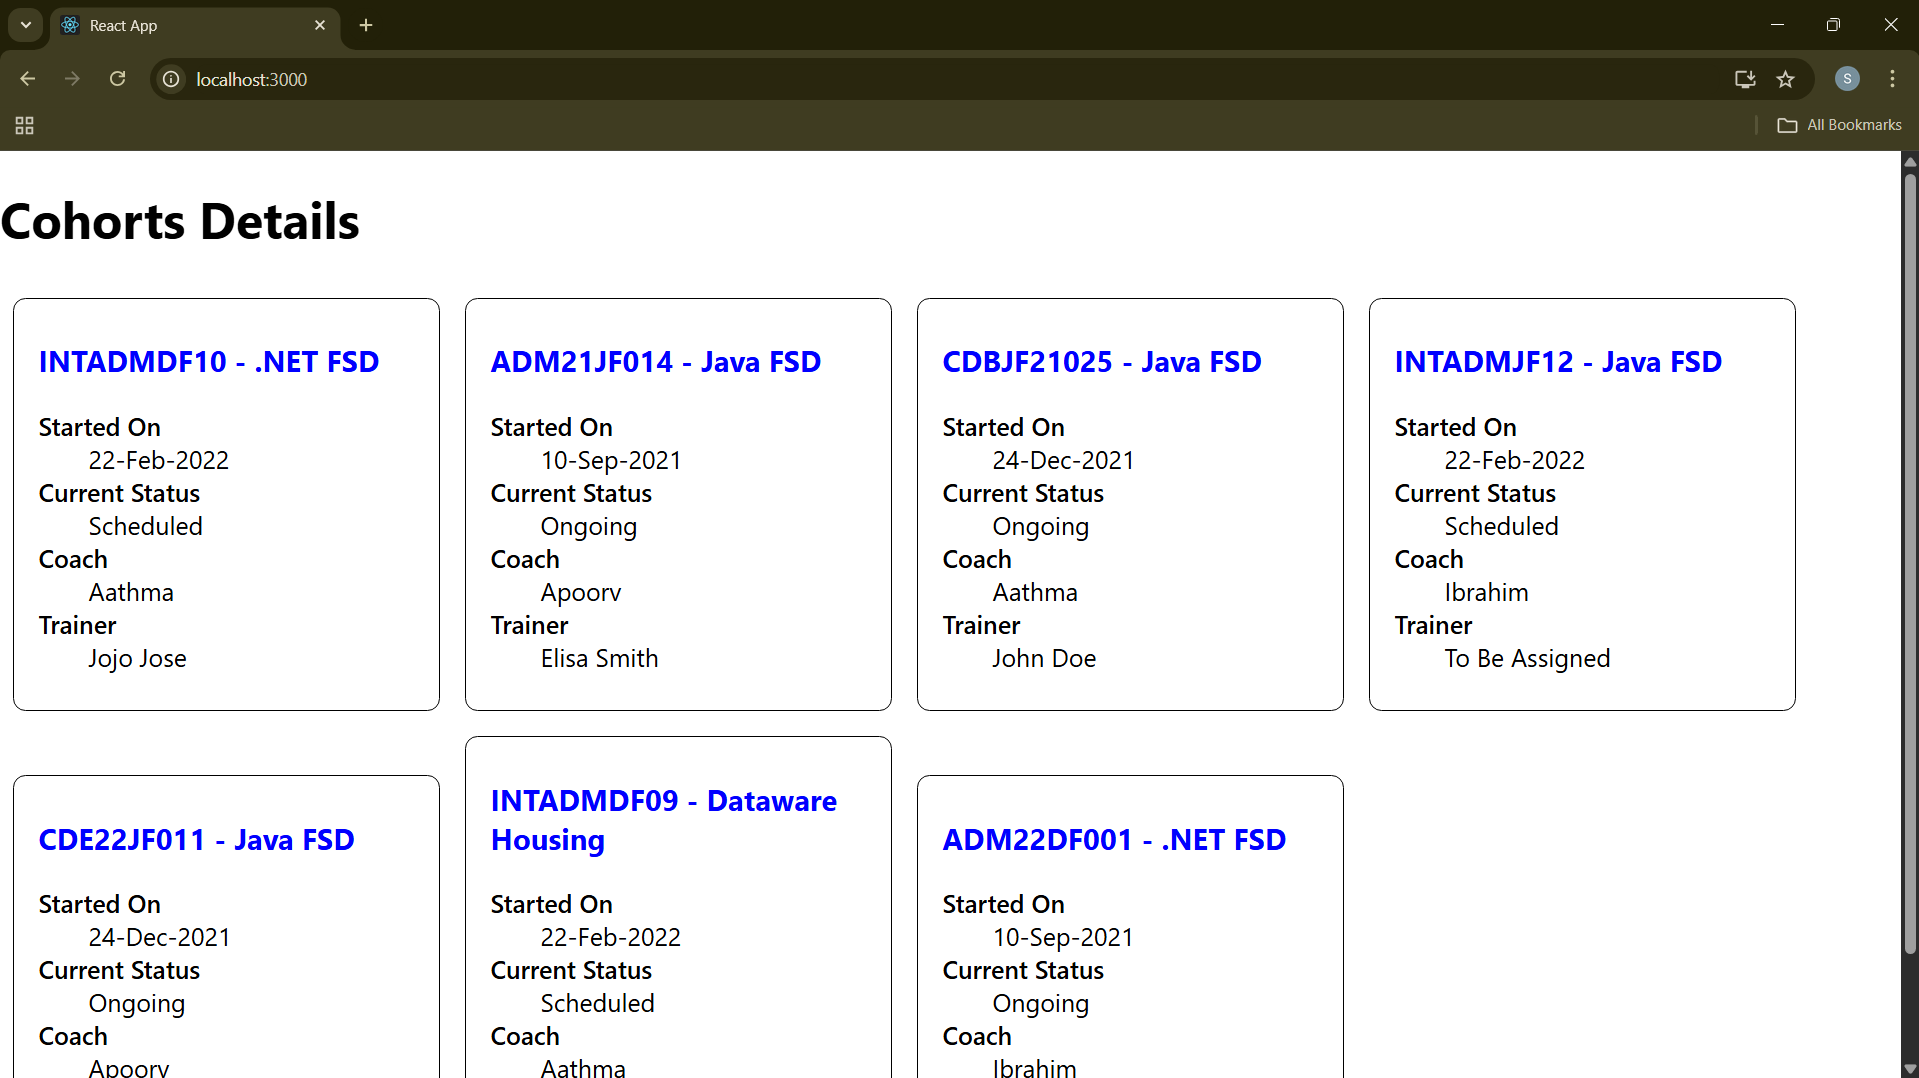 React App
localhost:3000
S
All Bookmarks
Cohorts Details
INTADMDF10 - .NET FSD
Started On
22-Feb-2022
Current Status
Scheduled
Coach
Aathma
Trainer
Jojo Jose
ADM21JF014 - Java FSD
Started On
10-Sep-2021
Current Status
Ongoing
Coach
Apoorv
Trainer
Elisa Smith
CDBJF21025 - Java FSD
Started On
24-Dec-2021
Current Status
Ongoing
Coach
Aathma
Trainer
John Doe
INTADMJF12 - Java FSD
Started On
22-Feb-2022
Current Status
Scheduled
Coach
Ibrahim
Trainer
To Be Assigned
CDE22JF011 - Java FSD
Started On
24-Dec-2021
Current Status
Ongoing
Coach
Apoorv
INTADMDF09 - Dataware
Housing
Started On
22-Feb-2022
Current Status
Scheduled
Coach
Aathma
ADM22DF001 - .NET FSD
Started On
10-Sep-2021
Current Status
Ongoing
Coach
Ibrahim